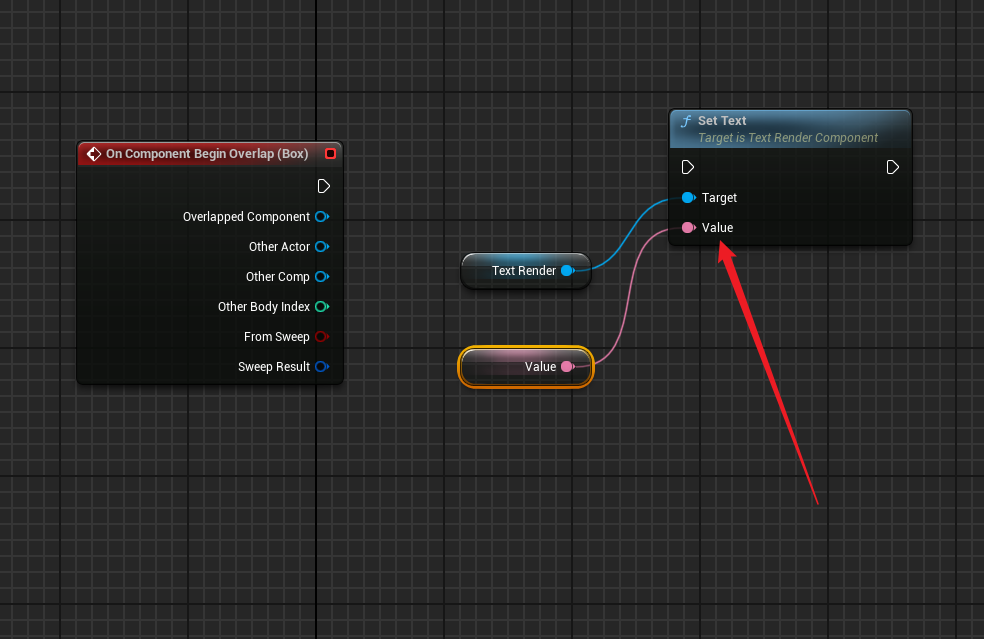 On Component Begin Overlap (Box)
Overlapped Component
Other Actor
Other Comp
Other Body Index
From Sweep
Sweep Result
Text Render
Value
Set Text
Target is Text Render Component
Target
Value